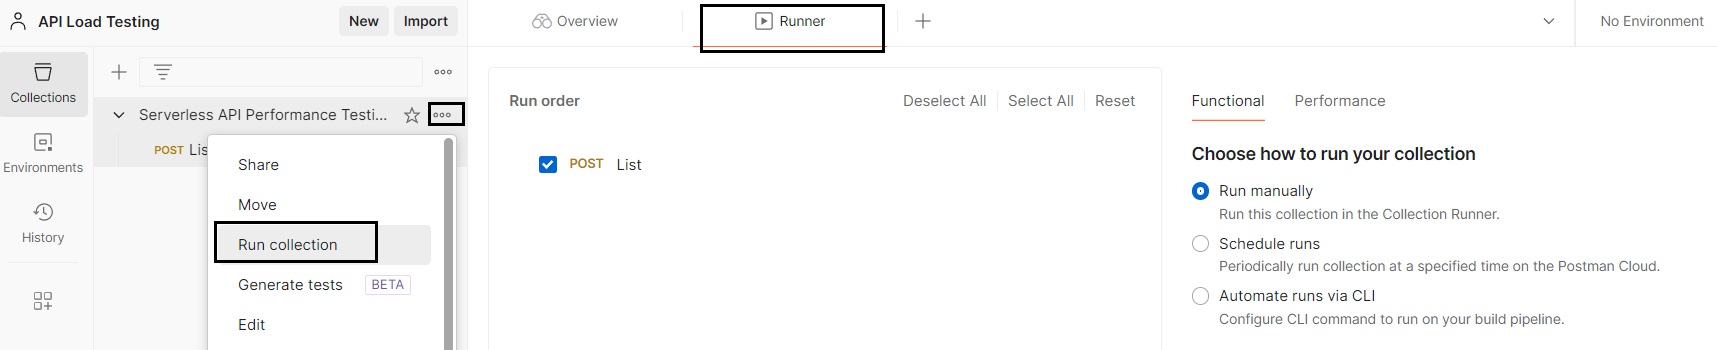 API Load Testing
New
Import
Overview
Runner
No Environment
Collections
Environments
History
Serverless API Performance Testi...
POST Lis
Share
Move
Run collection
Generate tests BETA
Edit
Run order
Deselect All
Select All
Reset
POST List
Functional
Performance
Choose how to run your collection
Run manually
Run this collection in the Collection Runner.
Schedule runs
Periodically run collection at a specified time on the Postman Cloud.
Automate runs via CLI
Configure CLI command to run on your build pipeline.